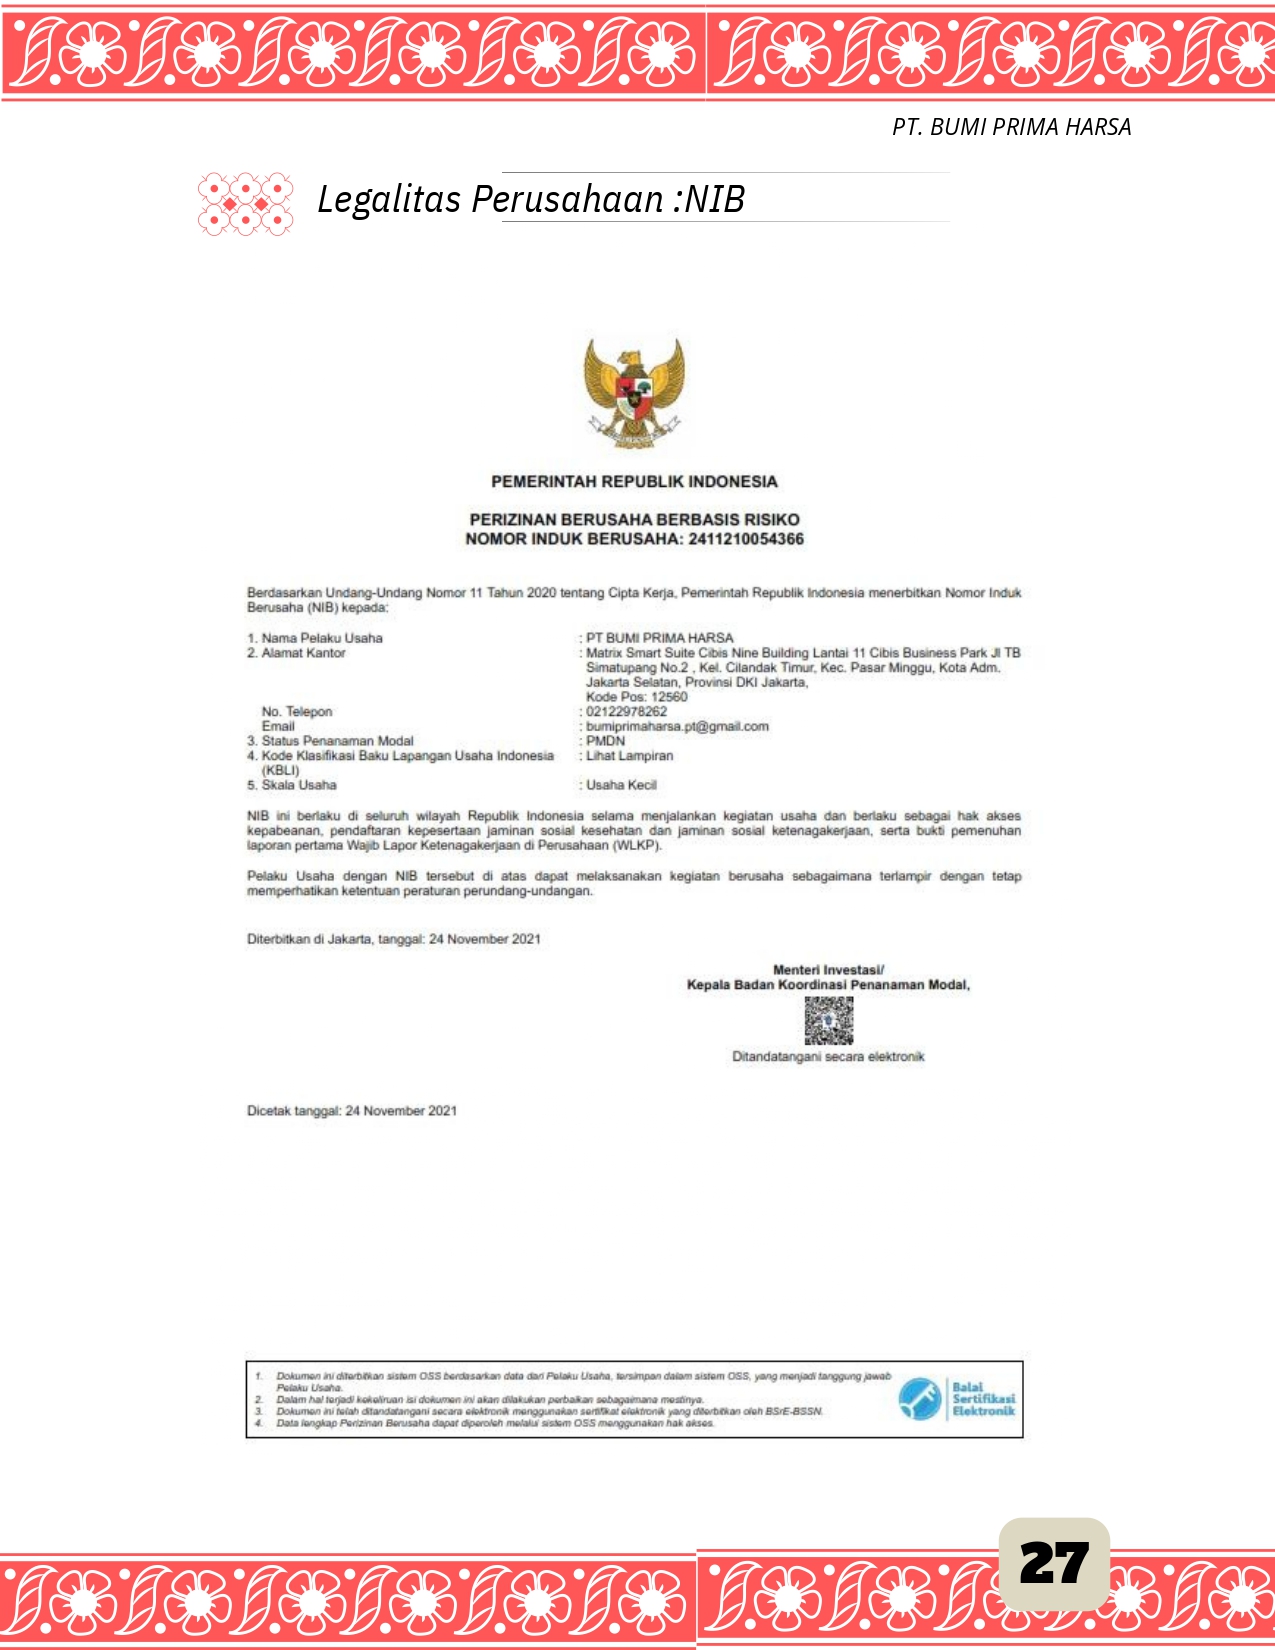 PT. BUMI PRIMA HARSA
Legalitas Perusahaan :NIB
PEMERINTAH REPUBLIK INDONESIA
PERIZINAN BERUSAHA BERBASIS RISIKO
NOMOR INDUK BERUSAHA: 2411210054366
Berdasarkan Undang-Undang Nomor 11 Tahun 2020 tentang Cipta Kerja, Pemerintah Republik Indonesia menerbitkan Nomor Induk
Berusaha (NIB) kepada:
1. Nama Pelaku Usaha : PT BUMI PRIMA HARSA
2. Alamat Kantor : Matrix Smart Suite Cibis Nine Building Lantai 11 Cibis Business Park Jl TB
Simatupang No.2 , Kel. Cilandak Timur, Kec. Pasar Minggu, Kota Adm.
Jakarta Selatan, Provinsi DKI Jakarta,
Kode Pos: 12560
No. Telepon : 02122978262
Email : bumiprimaharsa.pt@gmail.com
3. Status Penanaman Modal : PMDN
4. Kode Klasifikasi Baku Lapangan Usaha Indonesia : Lihat Lampiran
(KBLI)
5. Skala Usaha : Usaha Kecil
NIB ini berlaku di seluruh wilayah Republik Indonesia selama menjalankan kegiatan usaha dan berlaku sebagai hak akses
kepabeanan, pendaftaran kepesertaan jaminan sosial kesehatan dan jaminan sosial ketenagakerjaan, serta bukti pemenuhan
laporan pertama Wajib Lapor Ketenagakerjaan di Perusahaan (WLKP).
Pelaku Usaha dengan NIB tersebut di atas dapat melaksanakan kegiatan berusaha sebagaimana terlampir dengan tetap
memperhatikan ketentuan peraturan perundang-undangan.
Diterbitkan di Jakarta, tanggal: 24 November 2021
Menteri Investasi/
Kepala Badan Koordinasi Penanaman Modal,
Ditandatangani secara elektronik
Dicetak tanggal: 24 November 2021
1. Dokumen ini diterbitkan sistem OSS berdasarkan data dari Pelaku Usaha, tersimpan dalam sistem OSS, yang menjadi tanggung jawab
Pelaku Usaha.
2. Dalam hal terjadi kekeliruan isi dokumen ini akan dilakukan perbaikan sebagaimana mestinya.
3. Dokumen ini telah ditandatangani secara elektronik menggunakan sertifikat elektronik yang diterbitkan oleh BSrE-BSSN.
4. Data lengkap Perizinan Berusaha dapat diperoleh melalui sistem OSS menggunakan hak akses.
Balai
Sertifikasi
Elektronik
27